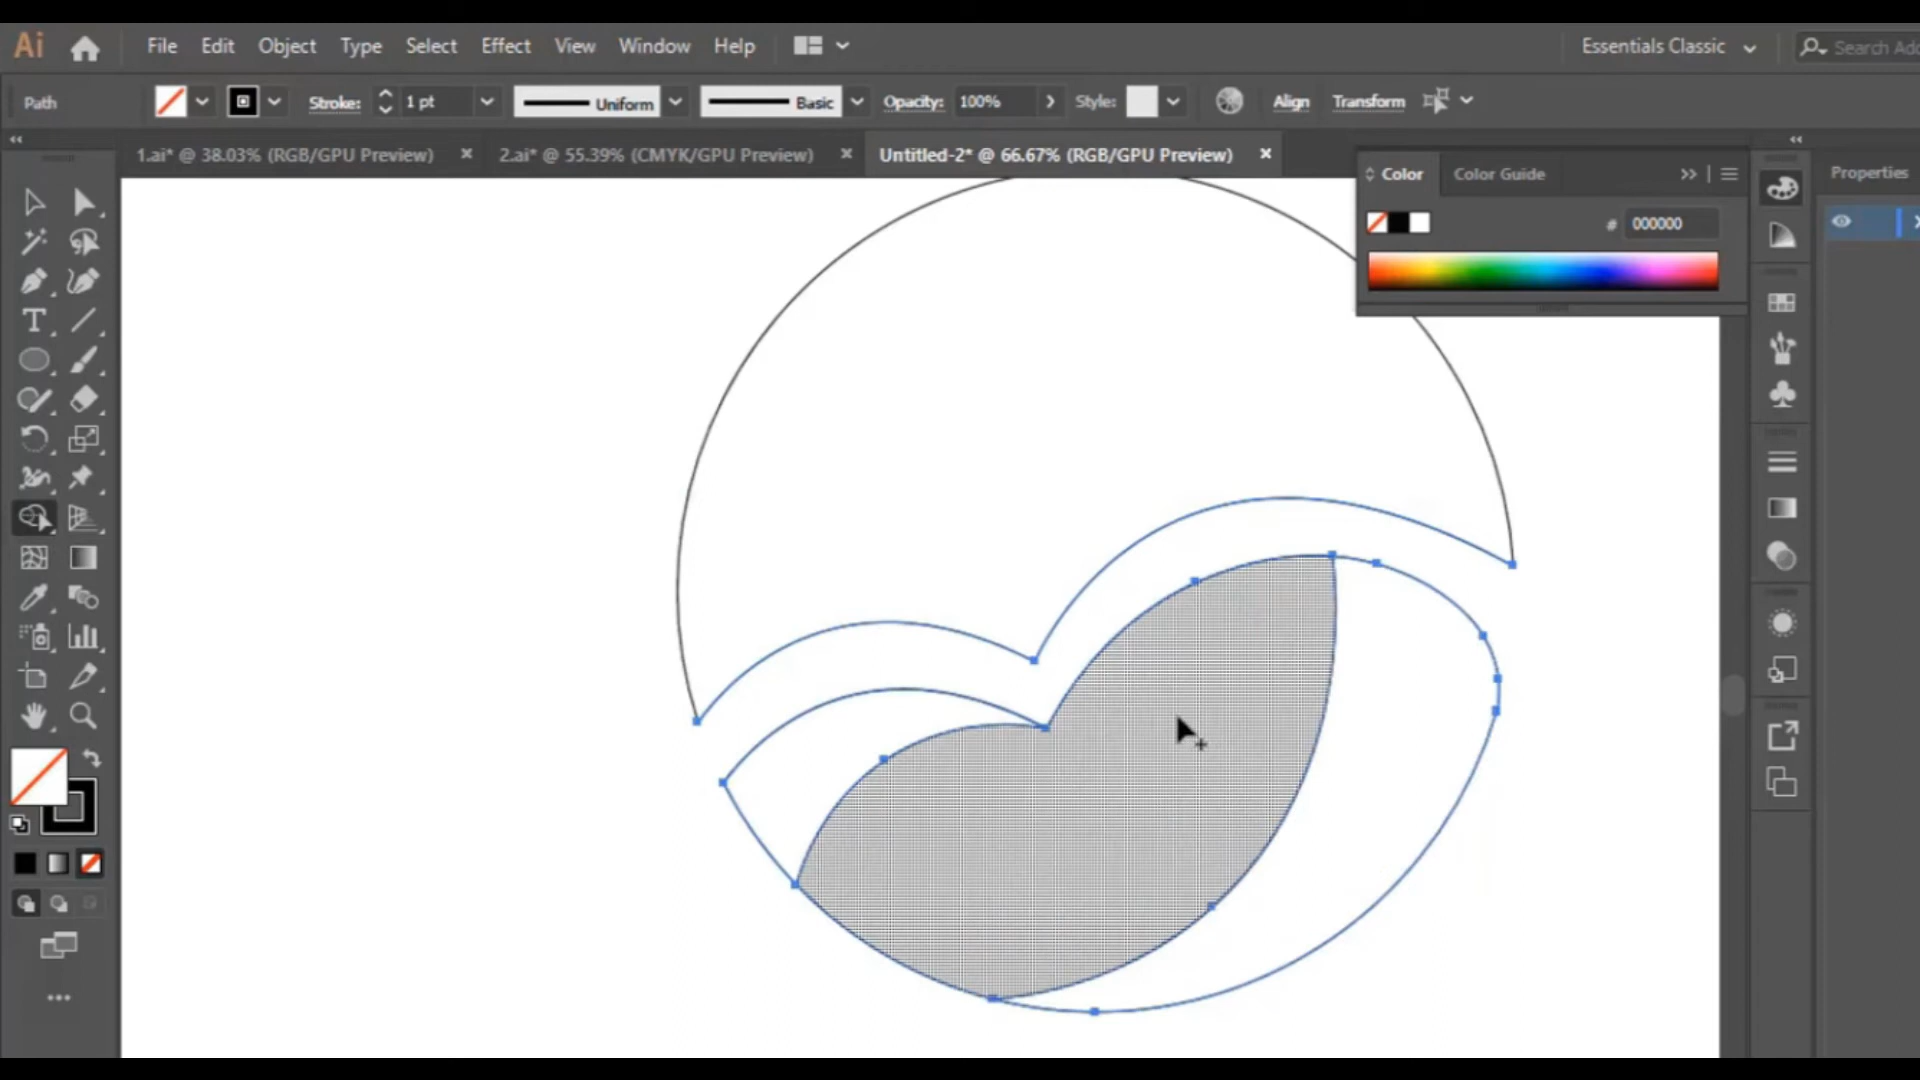 Ai File Edit Object Type Select Effect View Window Help Essentials Classic Search Ado
Path Stroke: 1 pt Uniform Basic Opacity: 100% Style: Align Transform
1.ai* @ 38.03% (RGB/GPU Preview) × 2.ai* @ 55.39% (CMYK/GPU Preview) × Untitled-2* @ 66.67% (RGB/GPU Preview) ×
Color Color Guide Properties
# 000000